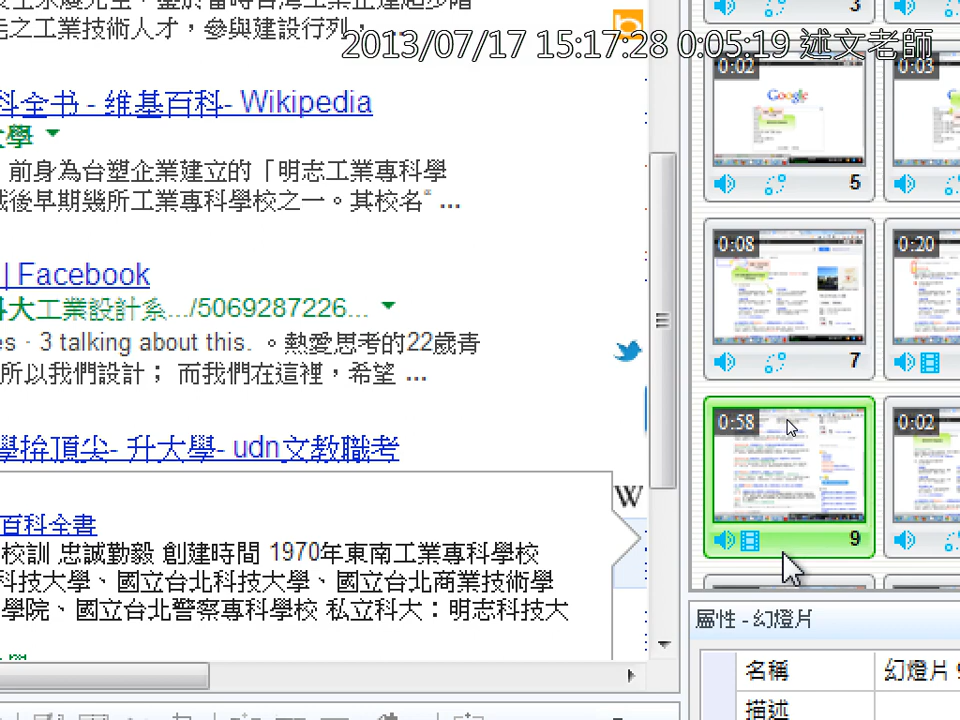 之工業技術人才，參與建設行列，
2013/07/17 15:17:28 0:05:19 述文老師
科全书 - 维基百科- Wikipedia
大學
前身為台塑企業建立的「明志工業專科學
後早期幾所工業專科學校之一。其校名“ ...
| Facebook
科大工業設計系.../5069287226...
es · 3 talking about this. 。熱愛思考的22歲青
所以我們設計； 而我們在這裡，希望 ...
學拚頂尖- 升大學- udn文教職考
百科全書
校訓 忠誠勤毅 創建時間 1970年東南工業專科學校
科技大學、國立台北科技大學、國立台北商業技術學
學院、國立台北警察專科學校 私立科大：明志科技大
W
3
0:02
Google
5
0:03
0:08
7
0:20
0:58
9
0:02
屬性 - 幻燈片
名稱
幻燈片 9
描述